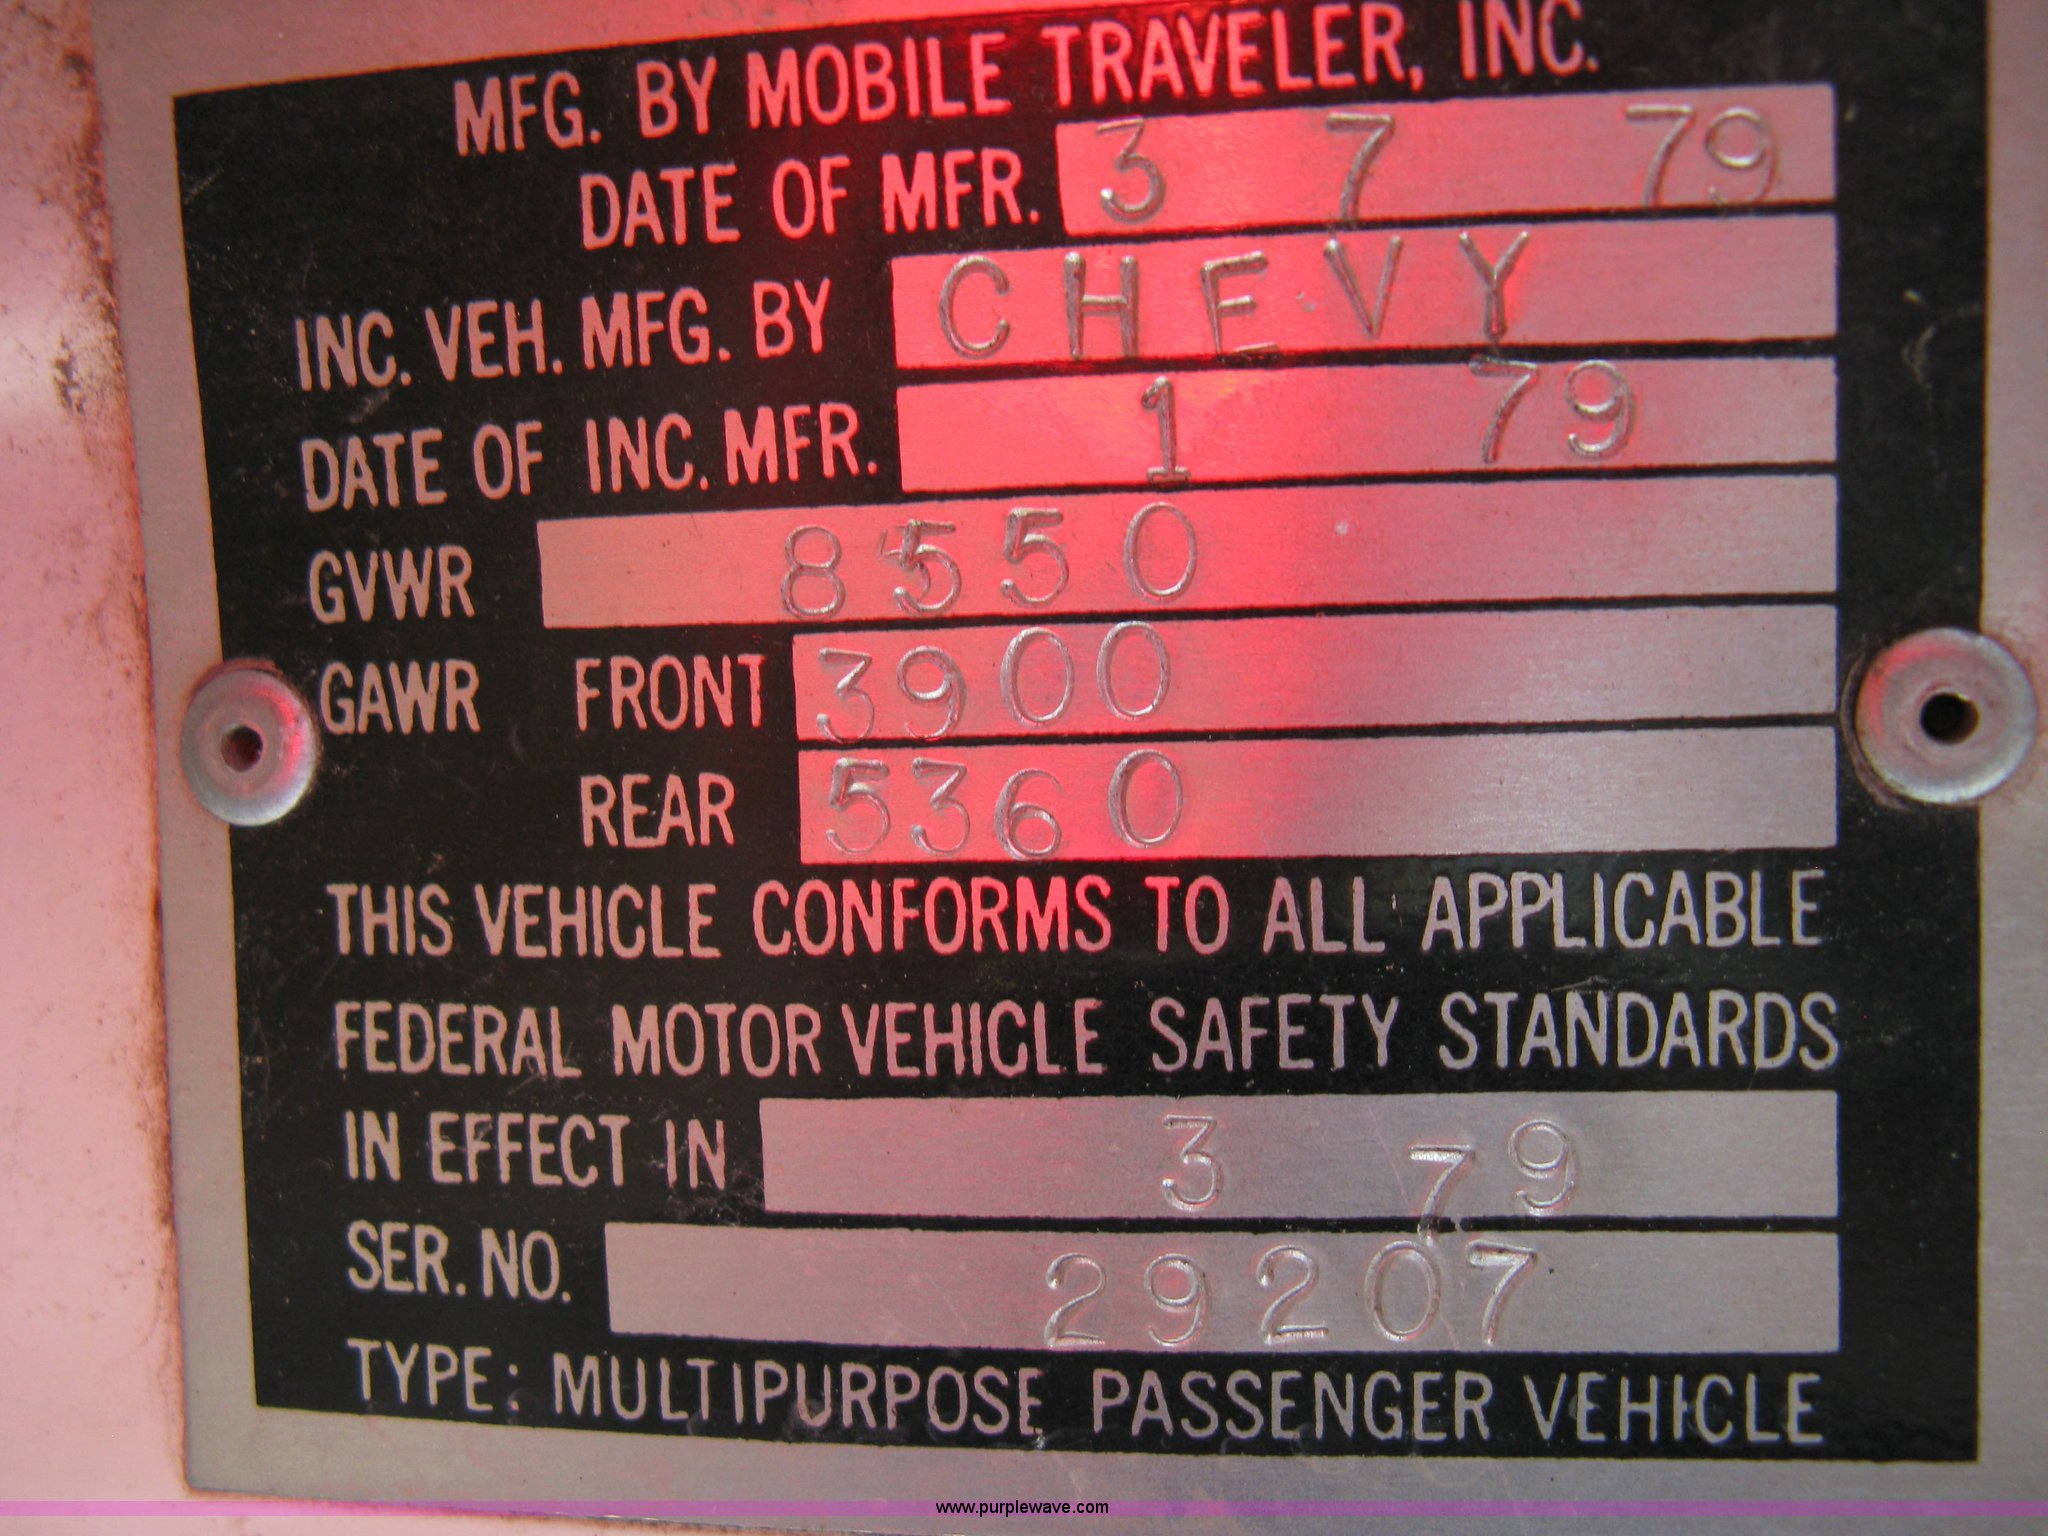 MFG. BY MOBILE TRAVELER, INC.
DATE OF MFR. 3 7 79
INC. VEH. MFG. BY CHEVY
DATE OF INC. MFR. 1 79
GVWR 8550
GAWR FRONT 3900
REAR 5360
THIS VEHICLE CONFORMS TO ALL APPLICABLE
FEDERAL MOTOR VEHICLE SAFETY STANDARDS
IN EFFECT IN 3 79
SER. NO. 29207
TYPE: MULTIPURPOSE PASSENGER VEHICLE
www.purplewave.com